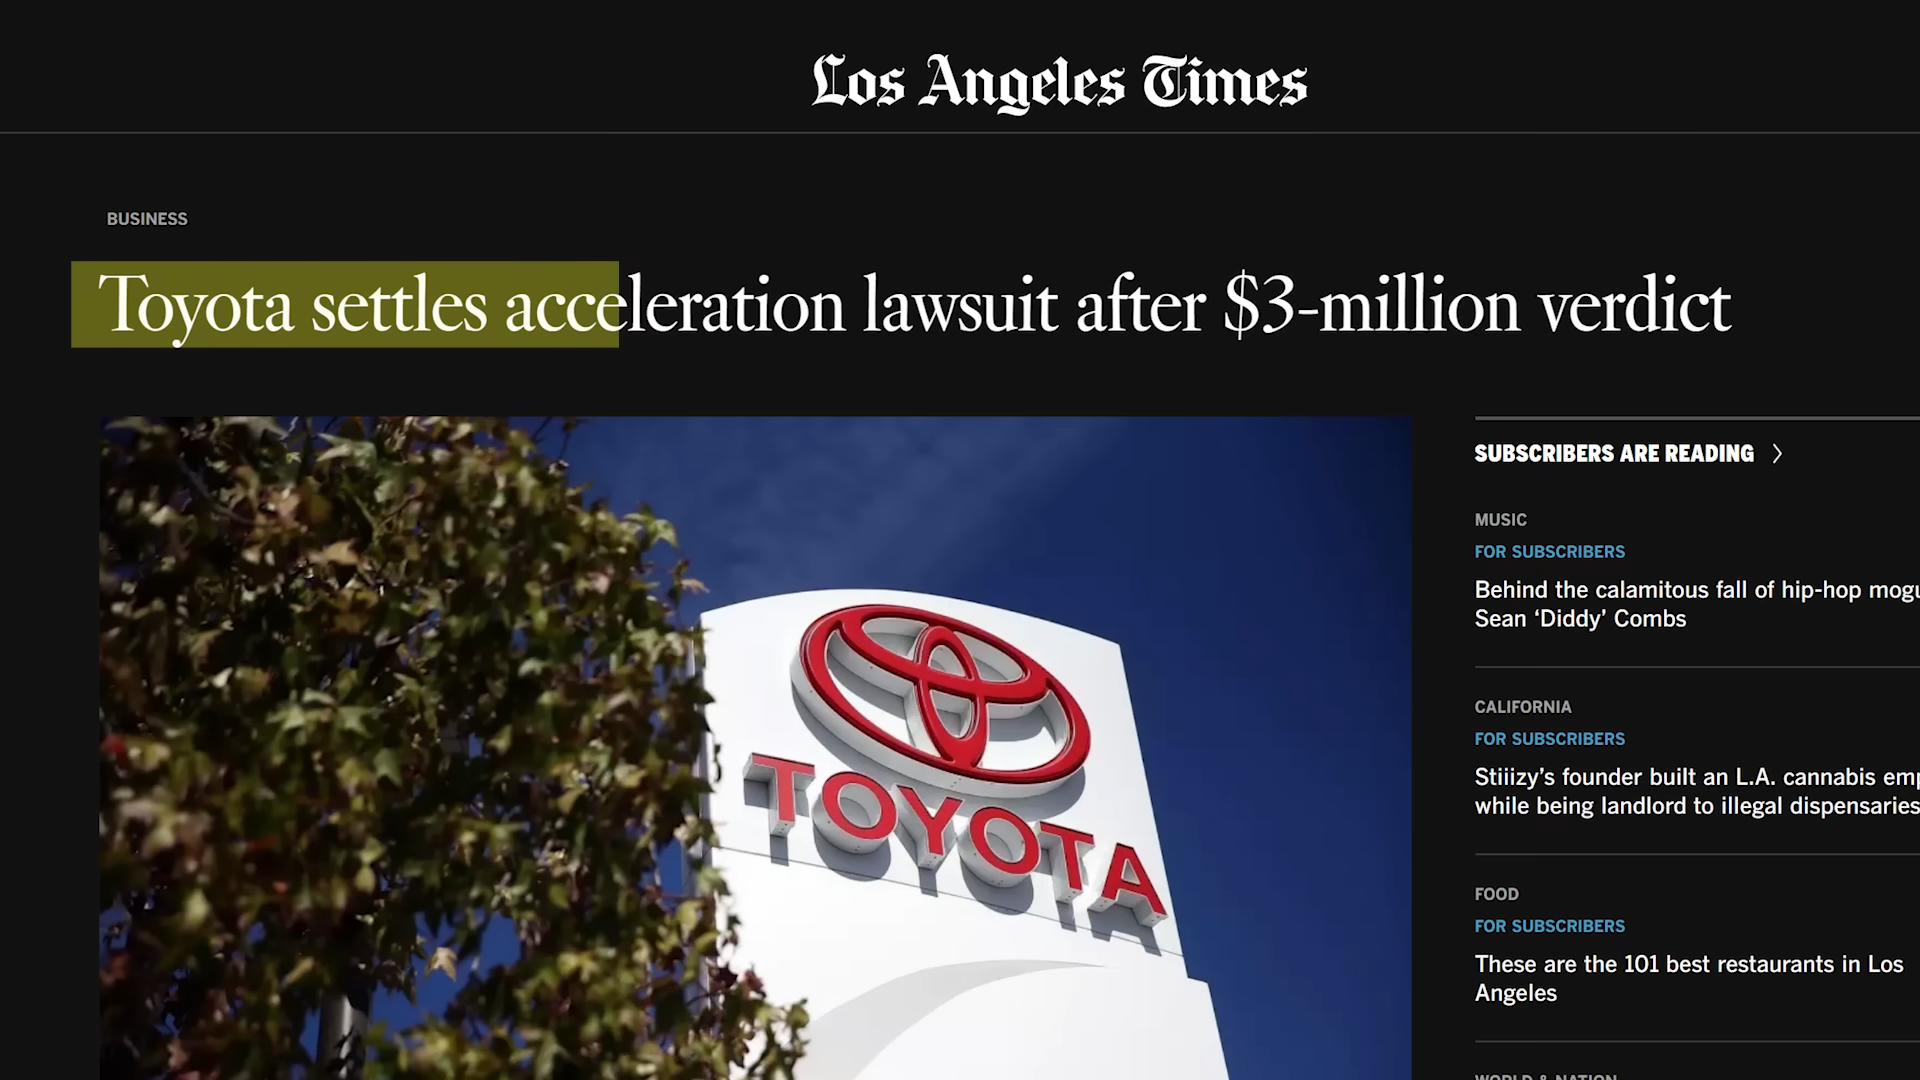 Los Angeles Times
BUSINESS
Toyota settles acceleration lawsuit after $3-million verdict
TOYOTA
SUBSCRIBERS ARE READING
MUSIC
FOR SUBSCRIBERS
Behind the calamitous fall of hip-hop
Sean ‘Diddy’ Combs
CALIFORNIA
FOR SUBSCRIBERS
Stiiizy’s founder built an L.A. cannabis
while being landlord to illegal dispensaries
FOOD
FOR SUBSCRIBERS
These are the 101 best restaurants in Los
Angeles
WORLD & NATION